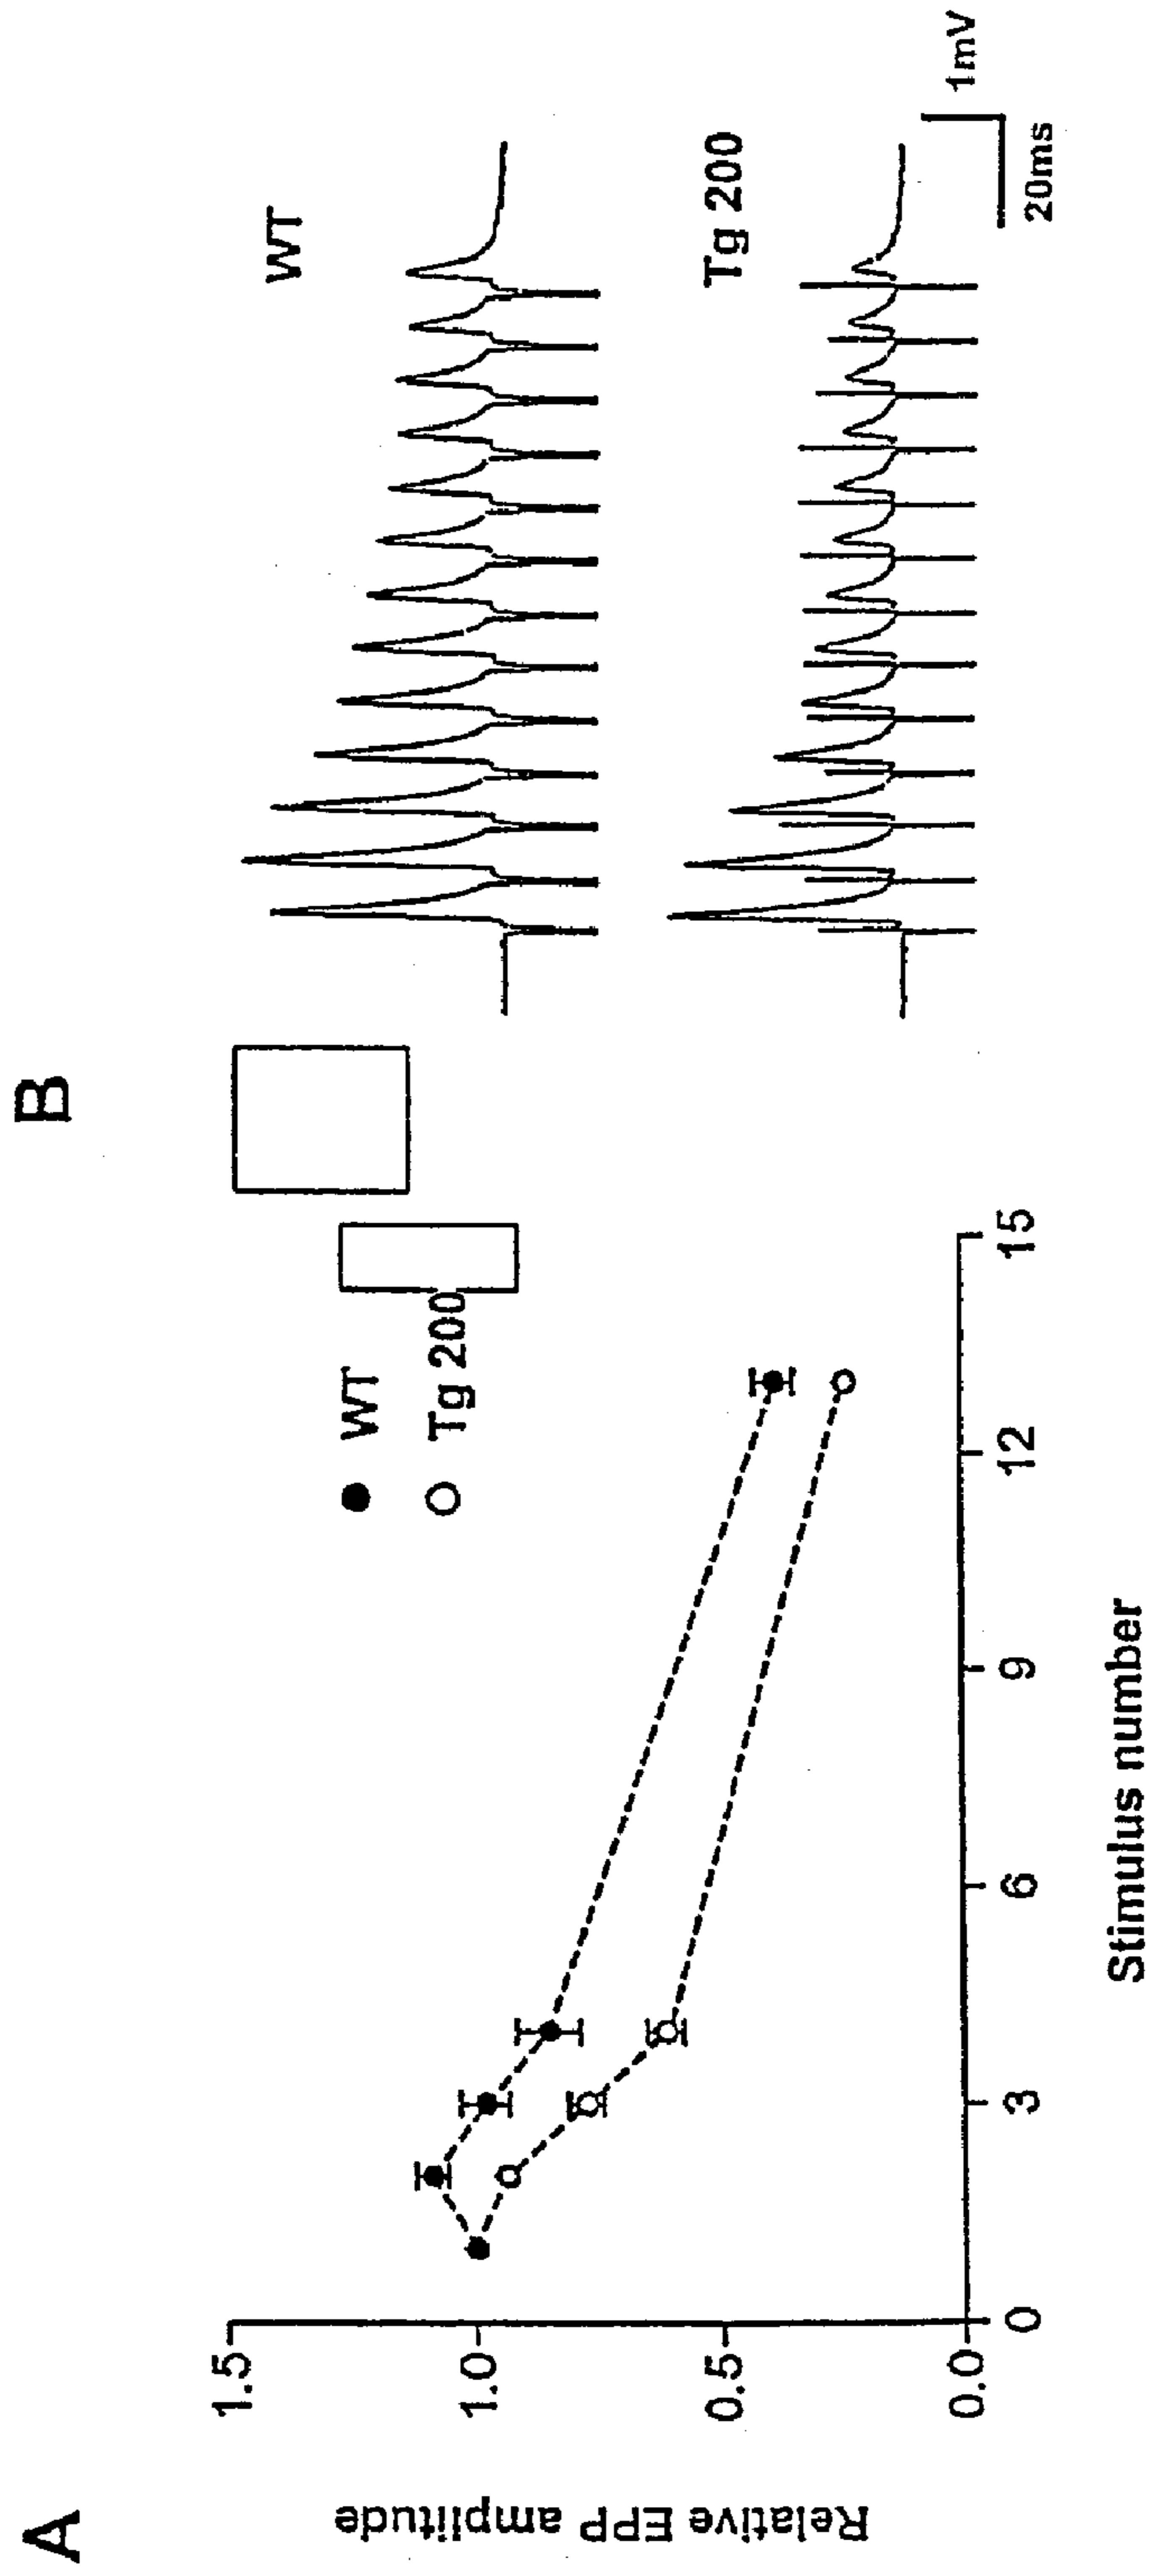 A
Relative EPP amplitude
1.5
1.0
0.5
0.0
0
3
6
9
12
15
Stimulus number
WT
Tg 200
B
WT
Tg 200
1mV
20ms